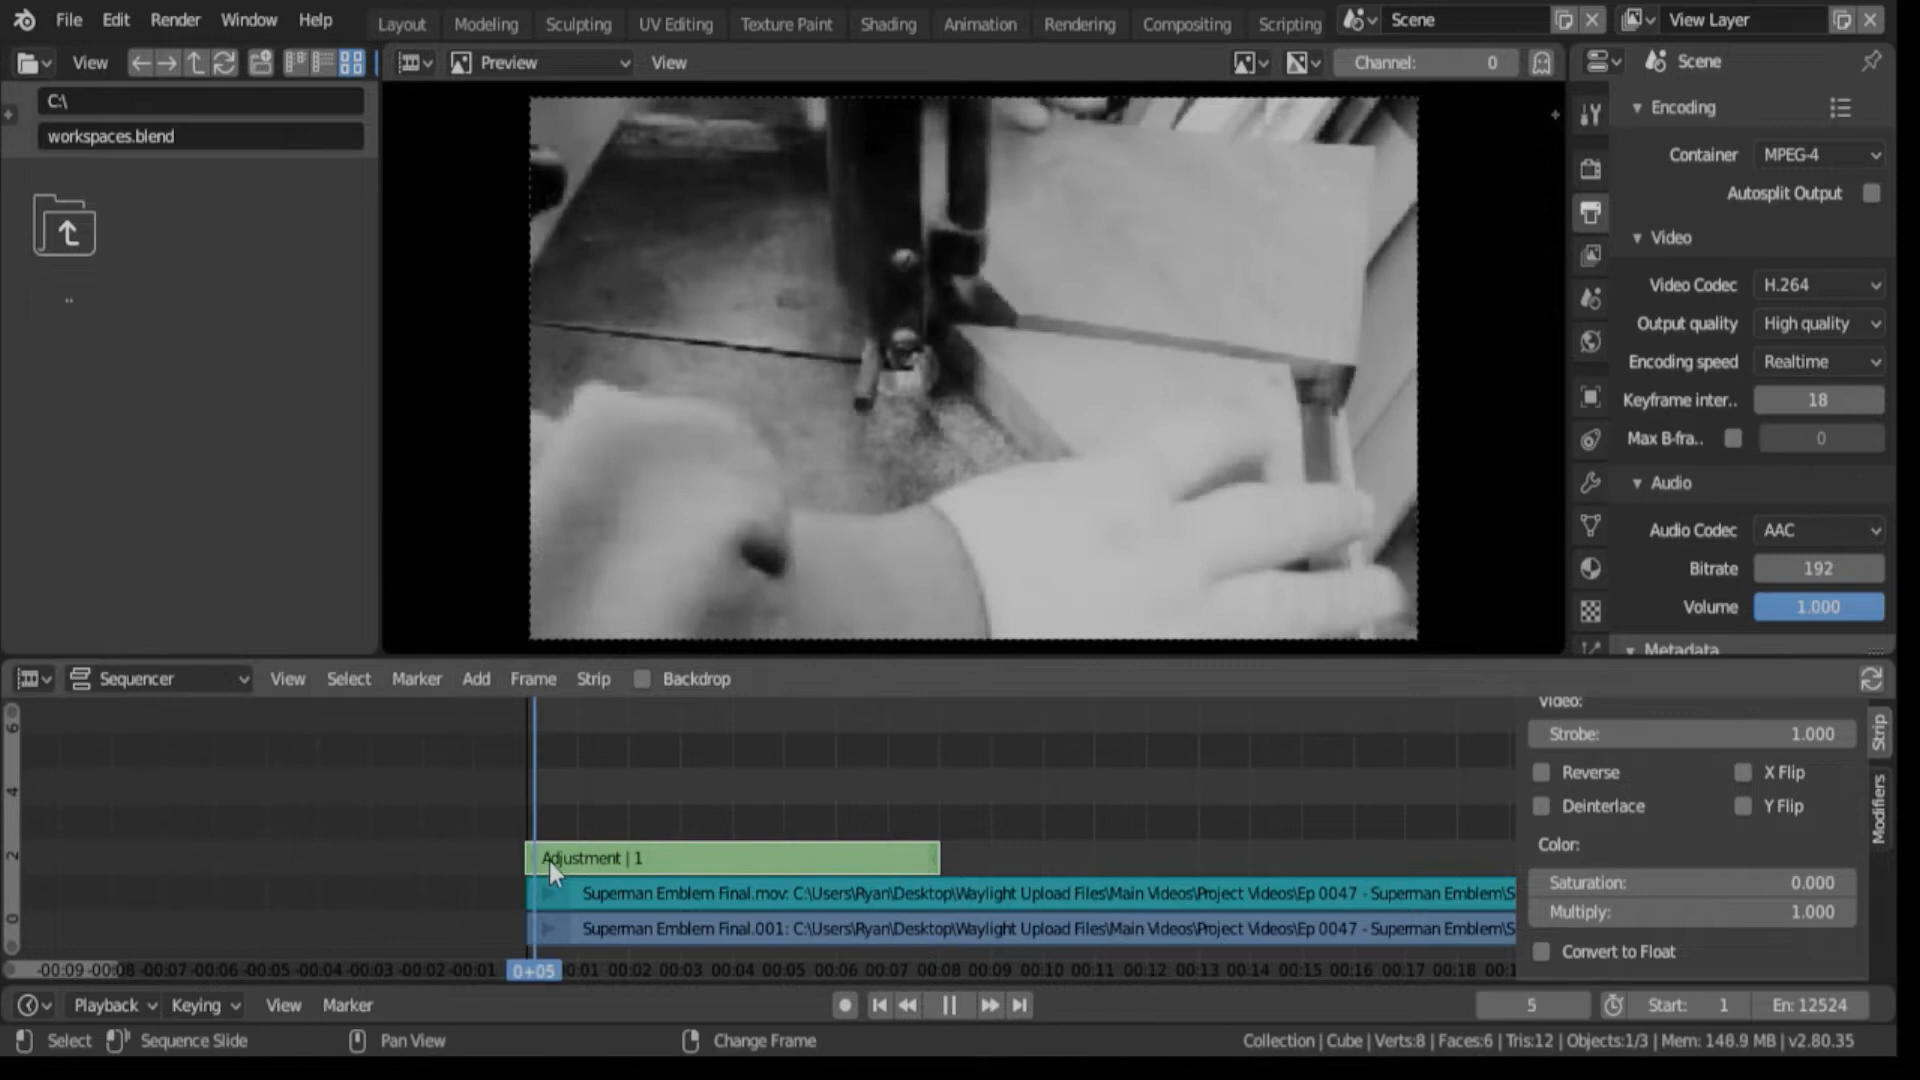 File Edit Render Window Help Layout Modeling Sculpting UV Editing Texture Paint Shading Animation Rendering Compositing Scripting Scene View Layer
View Preview View Channel: 0 Scene
C:\
workspaces.blend
..
Encoding
Container MPEG-4
Autosplit Output
Video
Video Codec H.264
Output quality High quality
Encoding speed Realtime
Keyframe inter.. 18
Max B-fra.. 0
Audio
Audio Codec AAC
Bitrate 192
Volume 1.000
Metadata
Sequencer View Select Marker Add Frame Strip Backdrop
6
4
2
0
Adjustment | 1
Superman Emblem Final.mov: C:\Users\Ryan\Desktop\Waylight Upload Files\Main Videos\Project Videos\Ep 0047 - Superman Emblem\S
Superman Emblem Final.001: C:\Users\Ryan\Desktop\Waylight Upload Files\Main Videos\Project Videos\Ep 0047 - Superman Emblem\S
-00:09 -00:08 -00:07 -00:06 -00:05 -00:04 -00:03 -00:02 -00:01 0+05 00:01 00:02 00:03 00:04 00:05 00:06 00:07 00:08 00:09 00:10 00:11 00:12 00:13 00:14 00:15 00:16 00:17 00:18 00:1
Video:
Strobe: 1.000
Reverse X Flip
Deinterlace Y Flip
Color:
Saturation: 0.000
Multiply: 1.000
Convert to Float
Strip
Modifiers
Playback Keying View Marker 5 Start: 1 En: 12524
Select Sequence Slide Pan View Change Frame Collection | Cube | Verts:8 | Faces:6 | Tris:12 | Objects:1/3 | Mem: 148.9 MB | v2.80.35